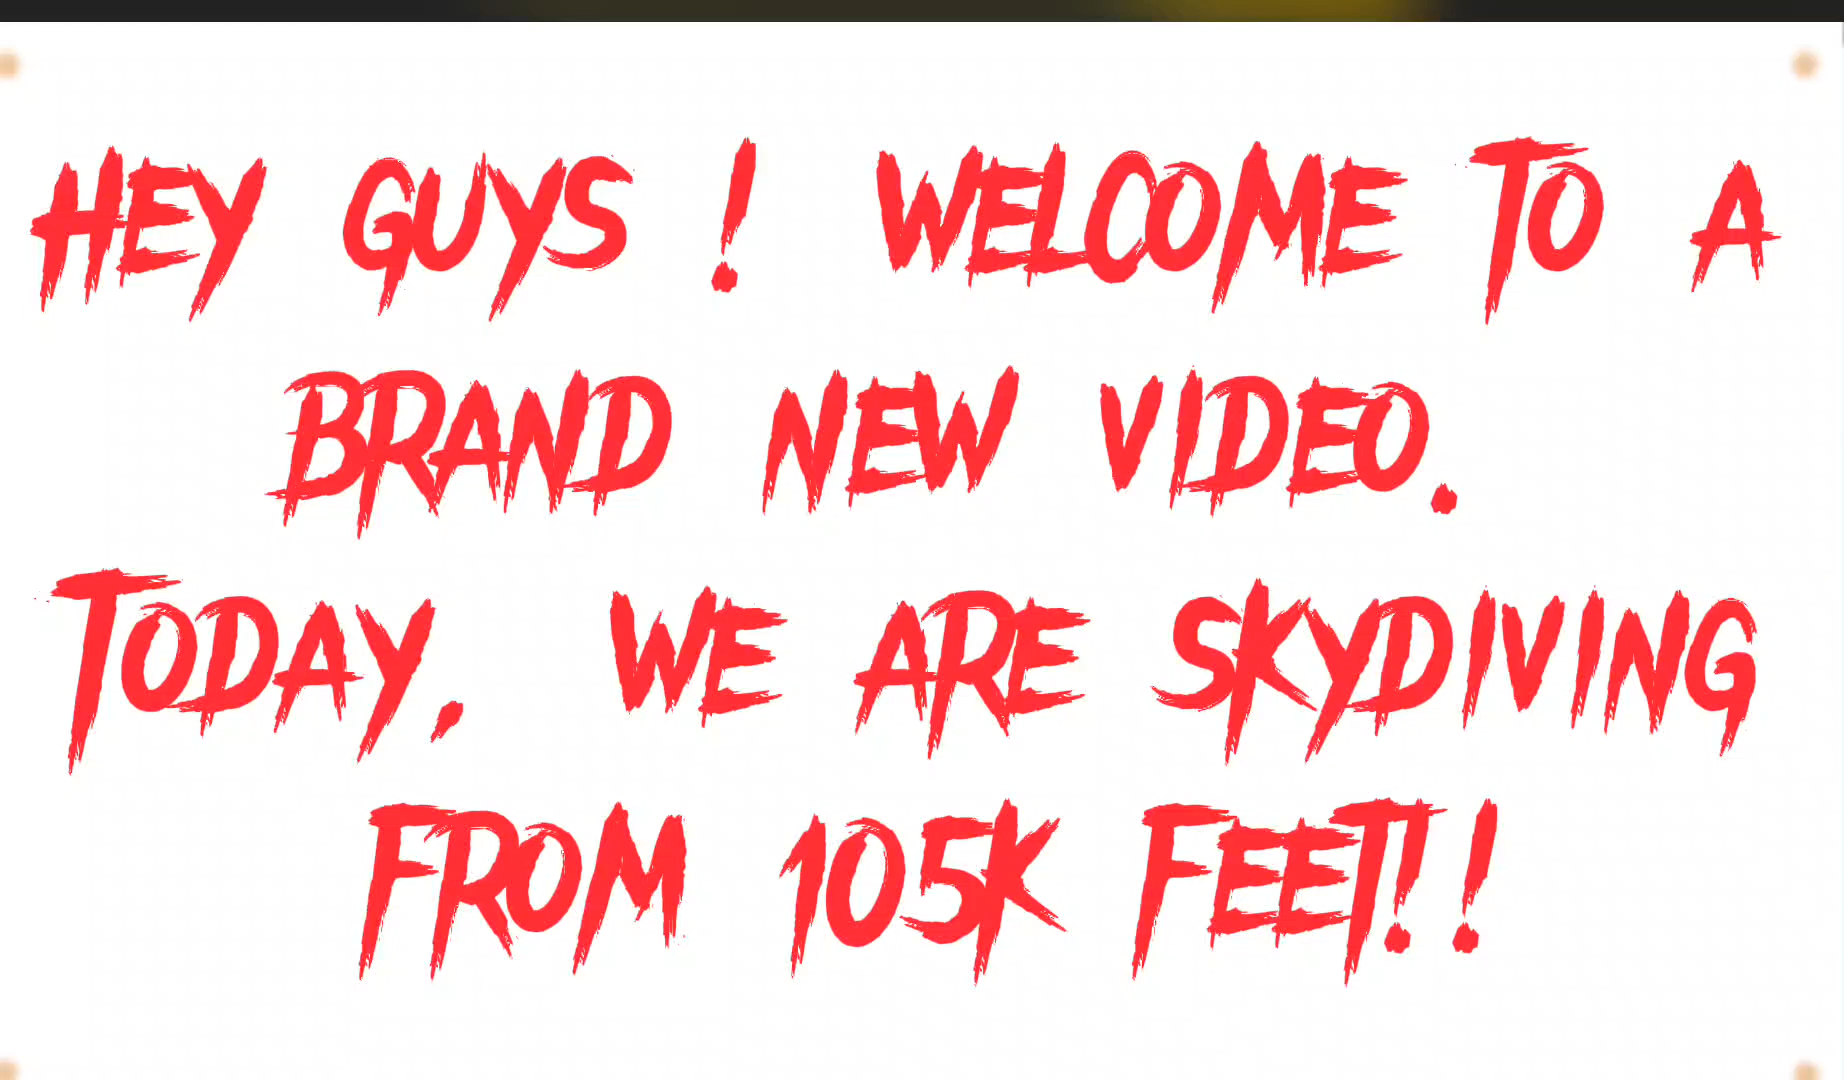 HEY GUYS ! WELCOME TO A
BRAND NEW VIDEO.
TODAY, WE ARE SKYDIVING
FROM 105K FEET!!